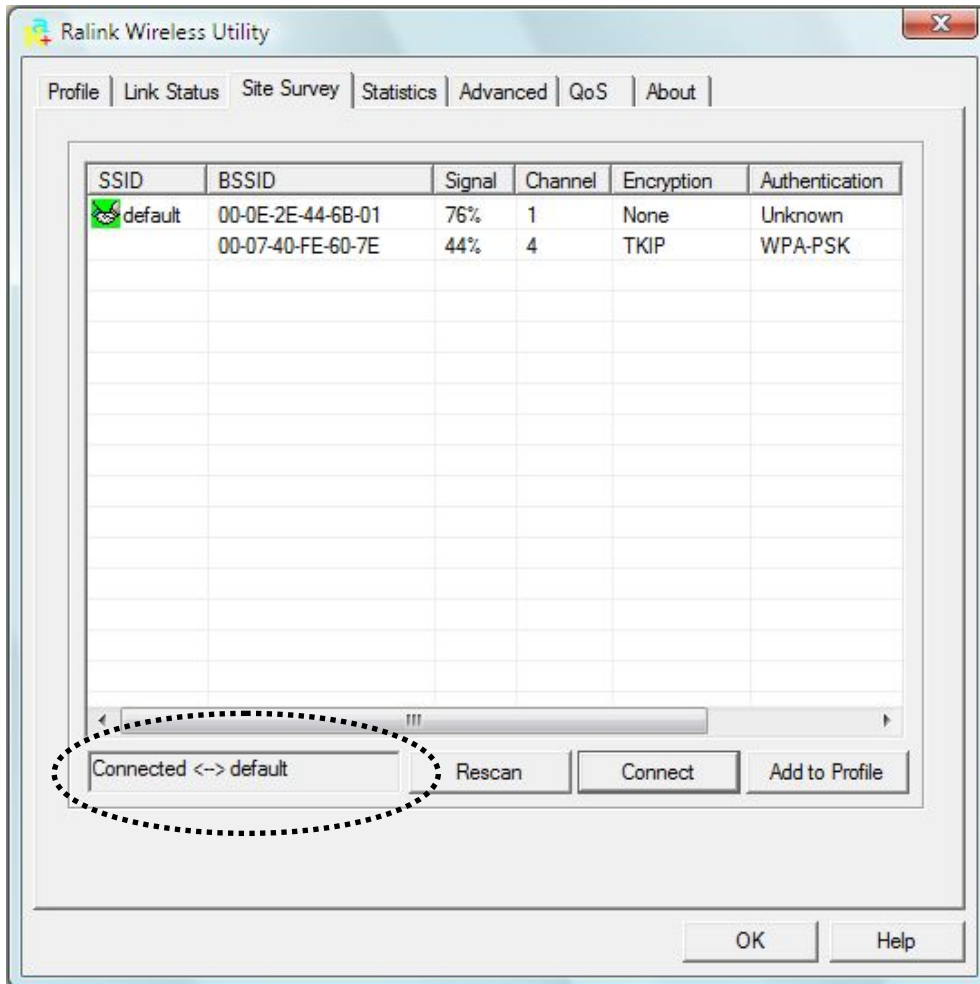 Ralink Wireless Utility
Profile Link Status Site Survey Statistics Advanced QoS About
SSID BSSID Signal Channel Encryption Authentication
default 00-0E-2E-44-6B-01 76% 1 None Unknown
00-07-40-FE-60-7E 44% 4 TKIP WPA-PSK
Connected <--> default Rescan Connect Add to Profile
OK Help